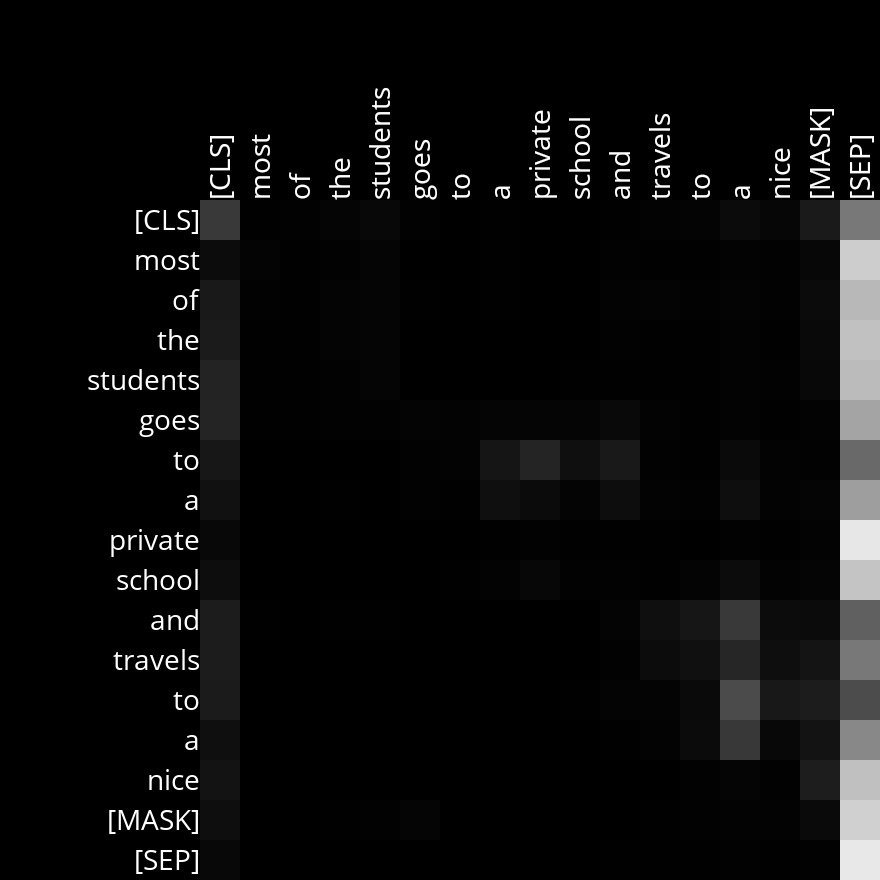 [CLS] most of the students goes to a private school and travels to a nice [MASK] [SEP]
[CLS]
most
of
the
students
goes
to
a
private
school
and
travels
to
a
nice
[MASK]
[SEP]